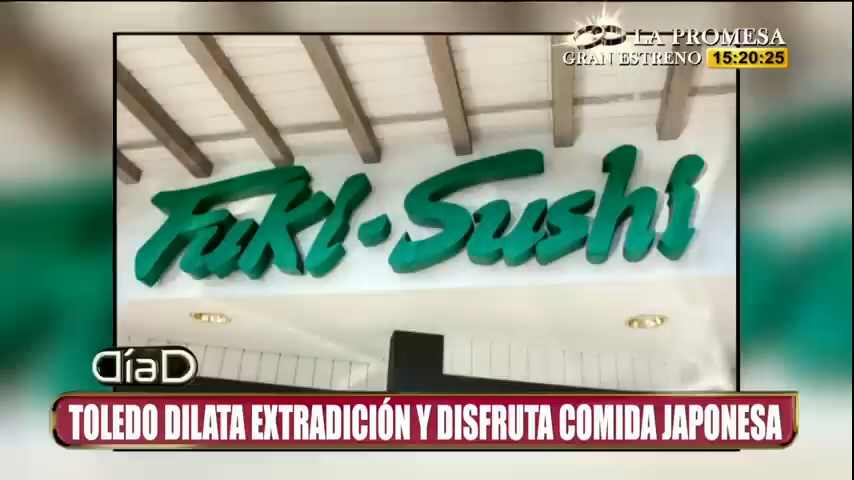 LA PROMESA
GRAN ESTRENO 15:20:25
Fuki-Sushi
DíaD
TOLEDO DILATA EXTRADICIÓN Y DISFRUTA COMIDA JAPONESA